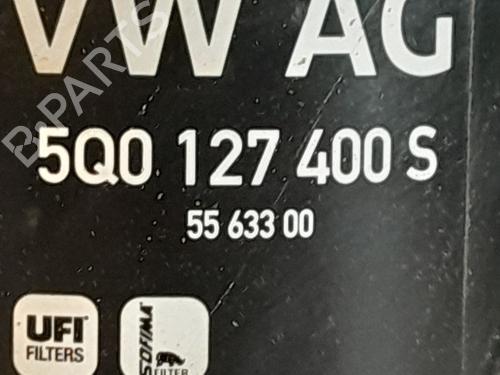 VW AG
B-PARTS
5Q0 127 400 S
55 633 00
UFI
FILTERS
SOFIMA
FILTER